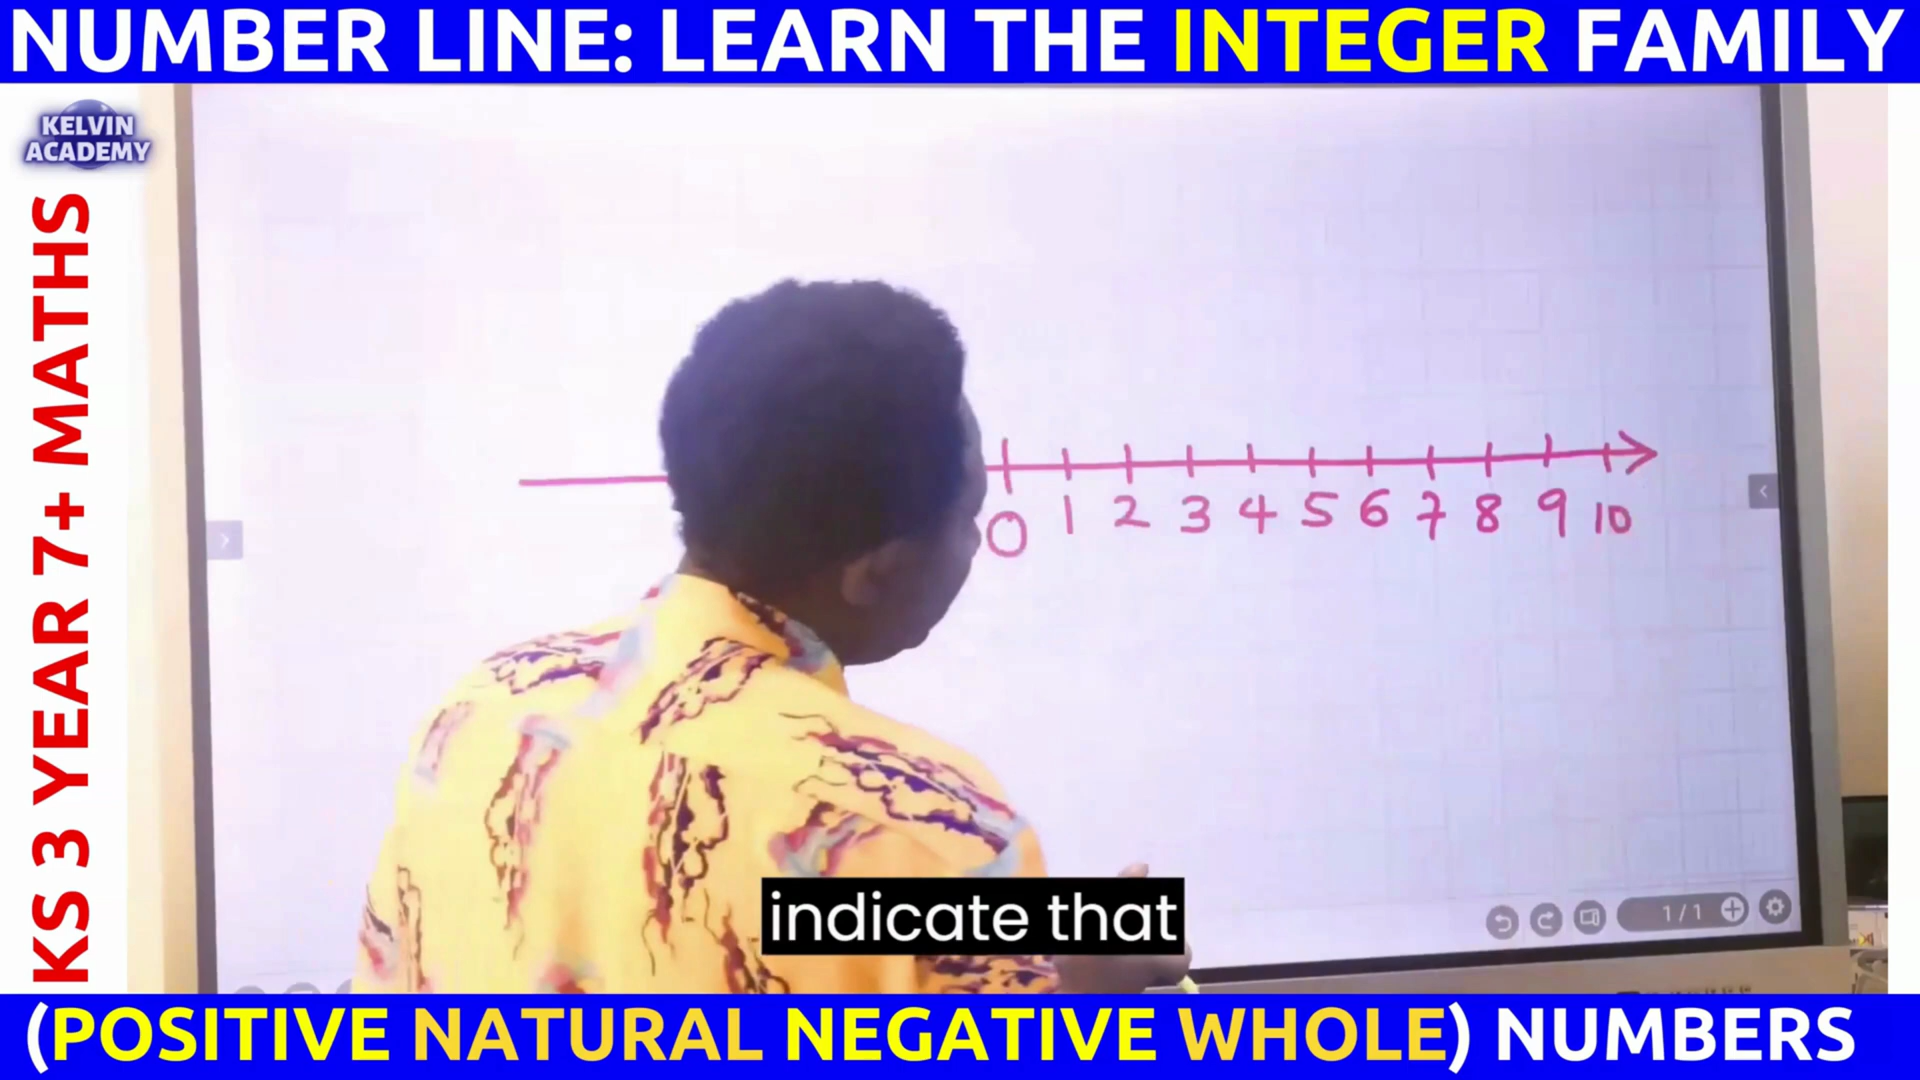 NUMBER LINE: LEARN THE INTEGER FAMILY
KELVIN
ACADEMY
KS 3 YEAR 7+ MATHS
0 1 2 3 4 5 6 7 8 9 10
indicate that
1/1
(POSITIVE NATURAL NEGATIVE WHOLE) NUMBERS